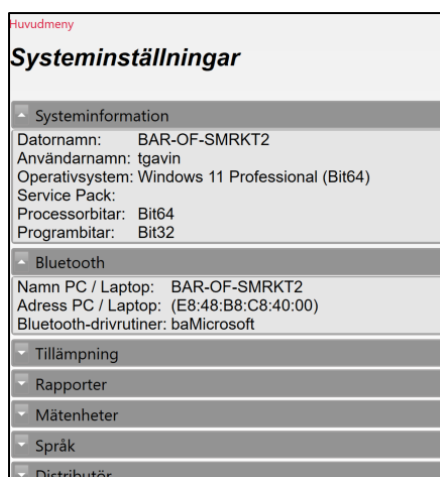 Huvudmeny
Systeminställningar
Systeminformation
Datornamn: BAR-OF-SMRKT2
Användarnamn: tgavin
Operativsystem: Windows 11 Professional (Bit64)
Service Pack:
Processorbitar: Bit64
Programbitar: Bit32
Bluetooth
Namn PC / Laptop: BAR-OF-SMRKT2
Adress PC / Laptop: (E8:48:B8:C8:40:00)
Bluetooth-drivrutiner: baMicrosoft
Tillämpning
Rapporter
Mätenheter
Språk
Distributör